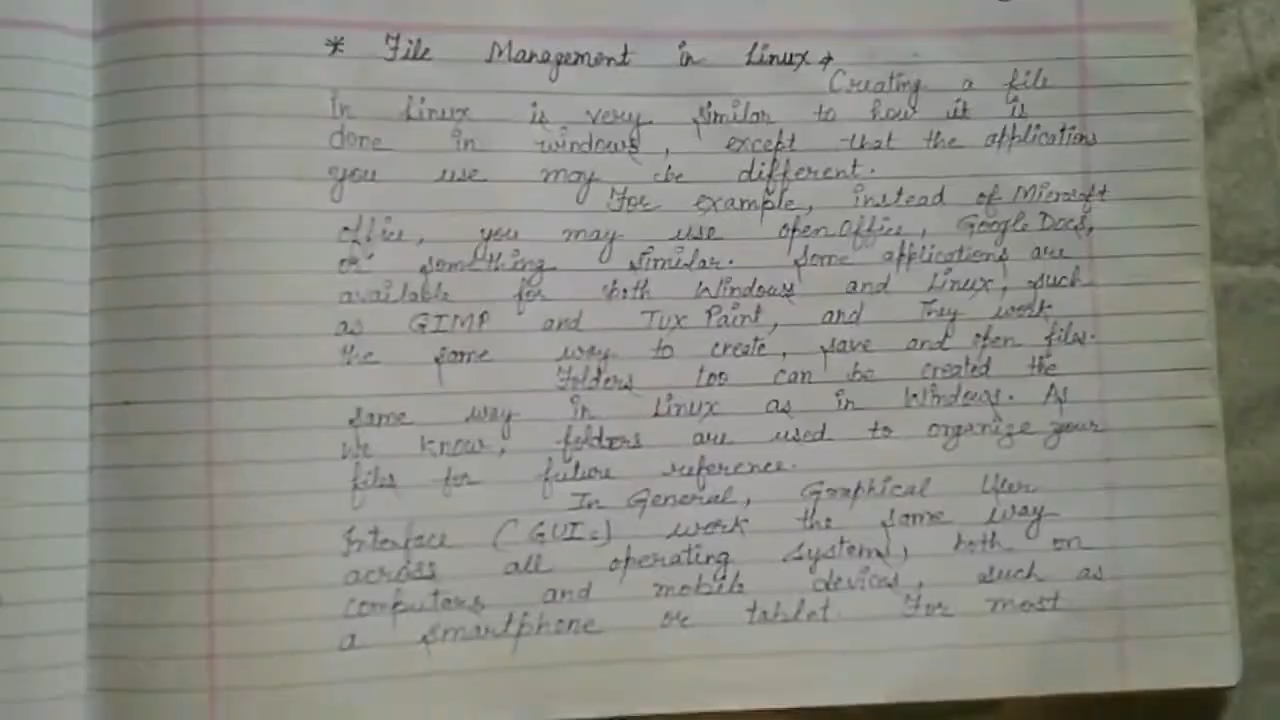 * File Management in Linux →
Creating a file
in Linux is very similar to how it is
done in windows, except that the applications
you use may be different.
For example, instead of Microsoft
office, you may use openOffice, Google Docs,
or something similar. Some applications are
available for both Windows and Linux, such
as GIMP and Tux Paint, and They work
the same way to create, save and open files.
Folders too can be created the
same way in Linux as in Windows. As
we know, folders are used to organize your
files for future reference.
In General, Graphical User
Interface (GUIs) work the same way
across all operating systems, both on
computers and mobile devices, such as
a smartphone or tablet. For most